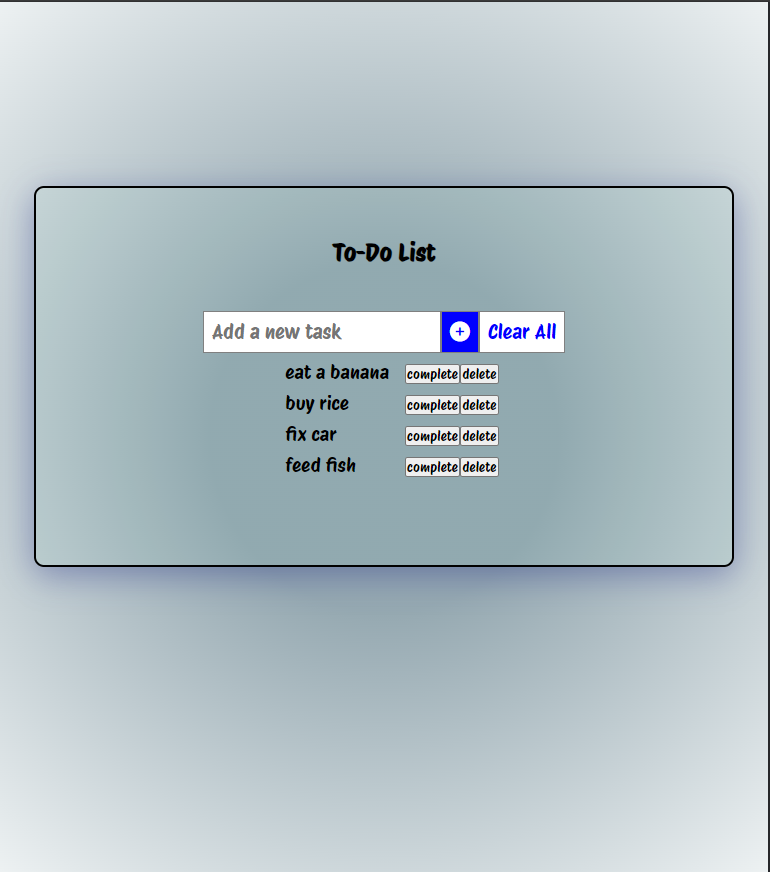 To-Do List
Add a new task + Clear All
eat a banana complete delete
buy rice complete delete
fix car complete delete
feed fish complete delete